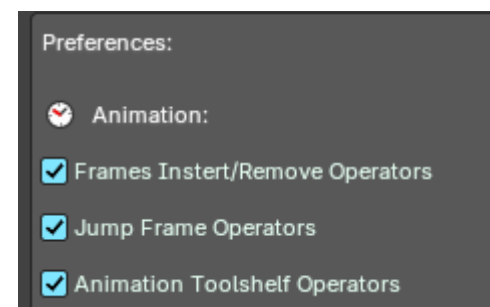 Preferences:
Animation:
Frames Instert/Remove Operators
Jump Frame Operators
Animation Toolshelf Operators